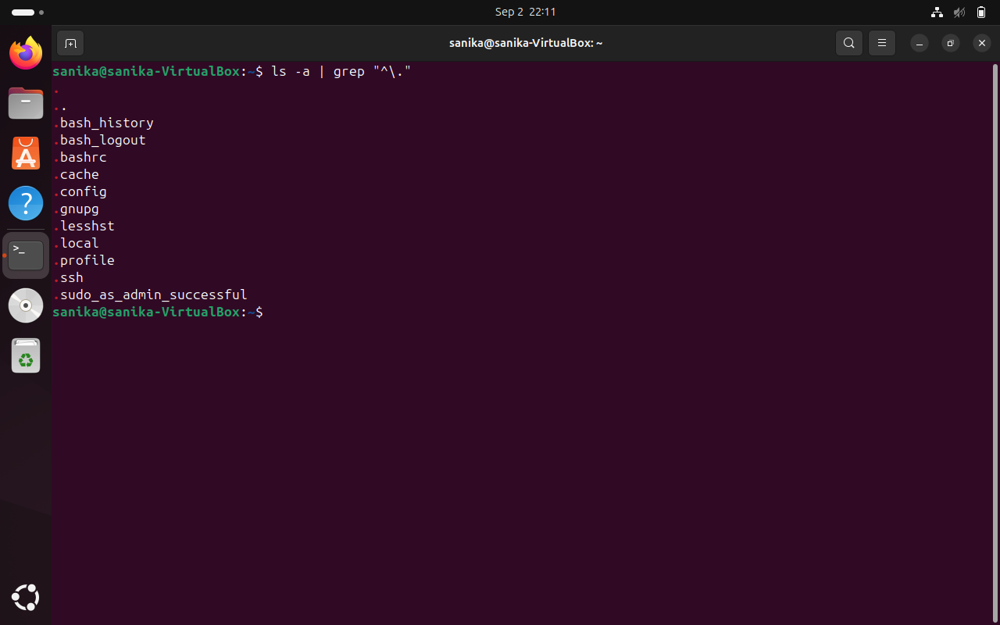 Sep 2 22:11
sanika@sanika-VirtualBox: ~
sanika@sanika-VirtualBox:~$ ls -a | grep "^\."
.
..
.bash_history
.bash_logout
.bashrc
.cache
.config
.gnupg
.lesshst
.local
.profile
.ssh
.sudo_as_admin_successful
sanika@sanika-VirtualBox:~$